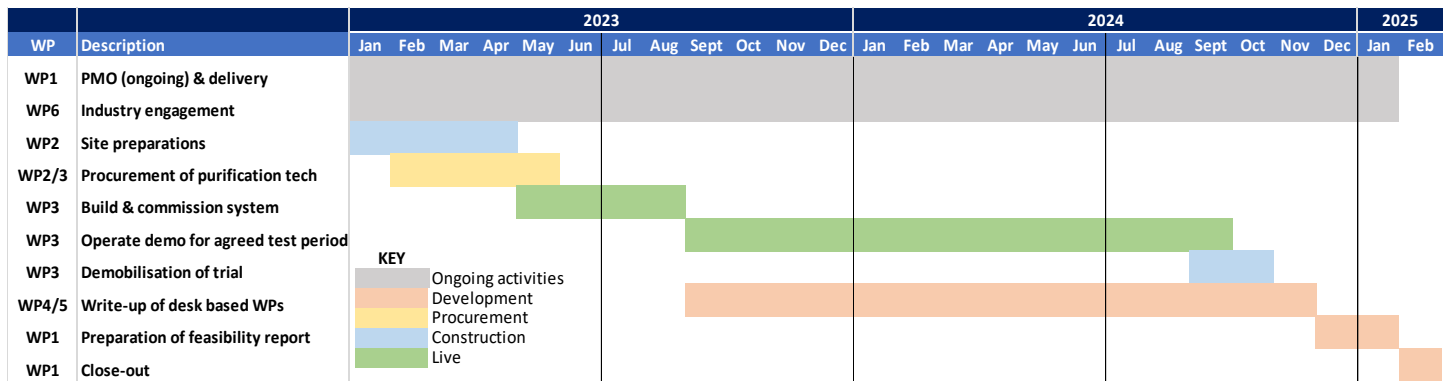 2023 2024 2025
WP Description Jan Feb Mar Apr May Jun Jul Aug Sept Oct Nov Dec Jan Feb Mar Apr May Jun Jul Aug Sept Oct Nov Dec Jan Feb
WP1 PMO (ongoing) & delivery
WP6 Industry engagement
WP2 Site preparations
WP2/3 Procurement of purification tech
WP3 Build & commission system
WP3 Operate demo for agreed test period
WP3 Demobilisation of trial
WP4/5 Write-up of desk based WPs
WP1 Preparation of feasibility report
WP1 Close-out
KEY
Ongoing activities
Development
Procurement
Construction
Live